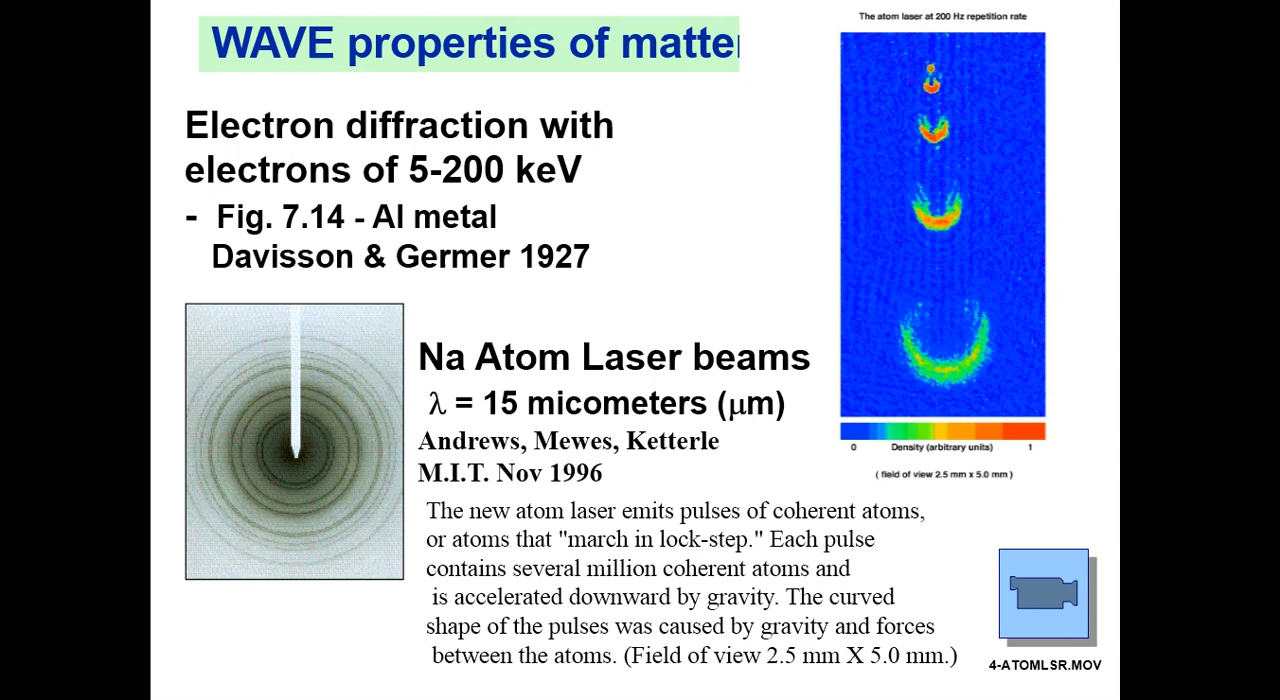 WAVE properties of matter
Electron diffraction with
electrons of 5-200 keV
- Fig. 7.14 - Al metal
Davisson & Germer 1927
Na Atom Laser beams
λ = 15 micometers (μm)
Andrews, Mewes, Ketterle
M.I.T. Nov 1996
The new atom laser emits pulses of coherent atoms,
or atoms that "march in lock-step." Each pulse
contains several million coherent atoms and
is accelerated downward by gravity. The curved
shape of the pulses was caused by gravity and forces
between the atoms. (Field of view 2.5 mm X 5.0 mm.)
The atom laser at 200 Hz repetition rate
0 Density (arbitrary units) 1
( field of view 2.5 mm x 5.0 mm )
4-ATOMLSR.MOV